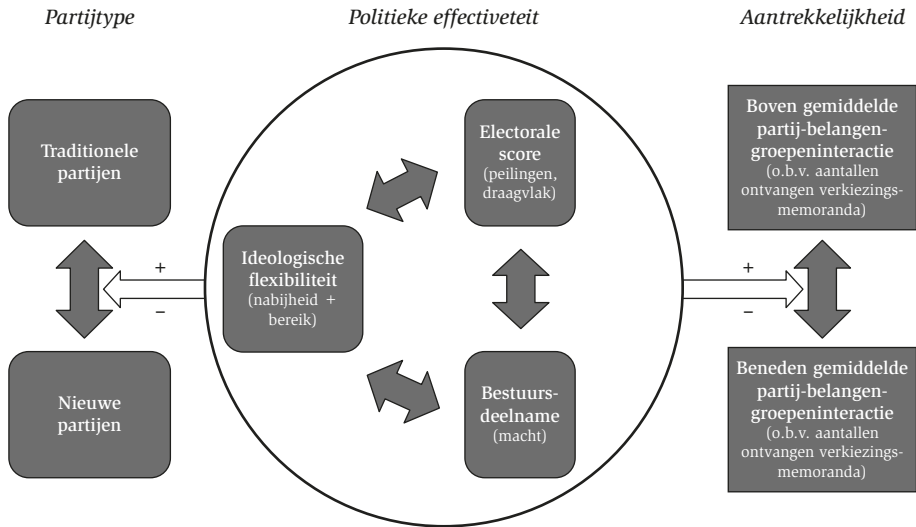 Partijtype
Politieke effectiveteit
Aantrekkelijkheid
Traditionele
partijen
+
–
Nieuwe
partijen
Ideologische
flexibiliteit
(nabijheid +
bereik)
Electorale
score
(peilingen,
draagvlak)
Bestuurs-
deelname
(macht)
+
–
Boven gemiddelde
partij-belangen-
groepeninteractie
(o.b.v. aantallen
ontvangen verkiezings-
memoranda)
Beneden gemiddelde
partij-belangen-
groepeninteractie
(o.b.v. aantallen
ontvangen verkiezings-
memoranda)